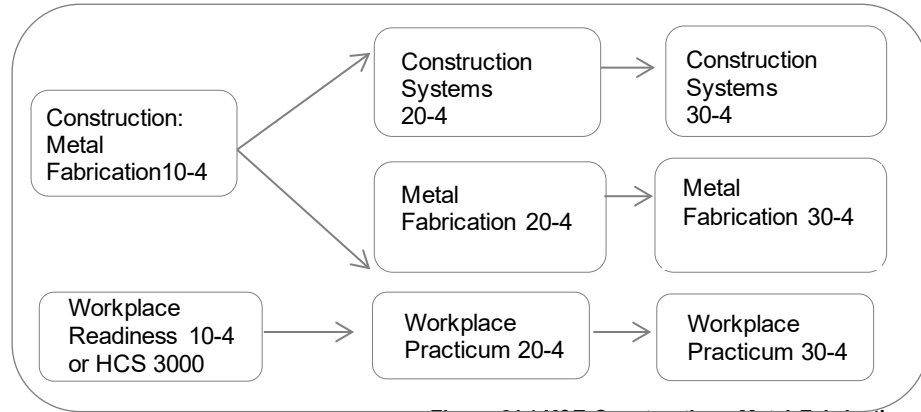 Construction:
Metal
Fabrication10-4
Construction
Systems
20-4
Construction
Systems
30-4
Metal
Fabrication 20-4
Metal
Fabrication 30-4
Workplace
Readiness 10-4
or HCS 3000
Workplace
Practicum 20-4
Workplace
Practicum 30-4